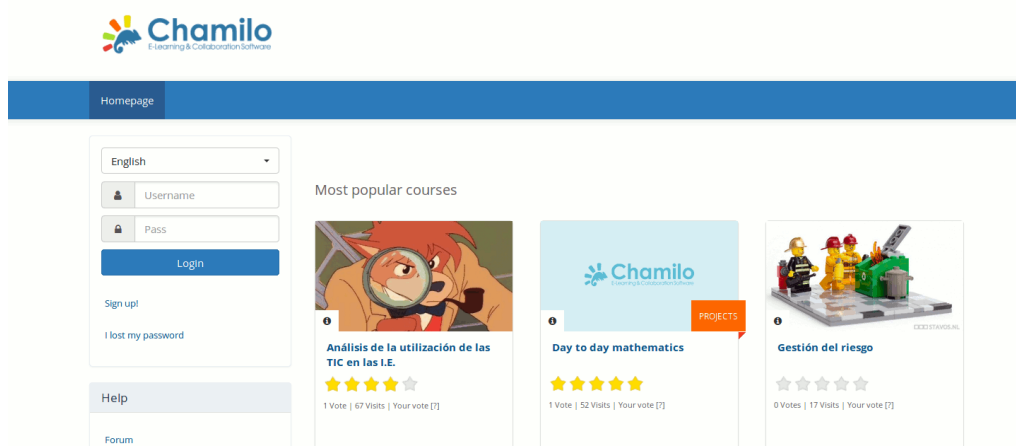 Chamilo
E-Learning & Collaboration Software
Homepage
English
Username
Pass
Login
Sign up!
I lost my password
Help
Forum
Most popular courses
Análisis de la utilización de las
TIC en las I.E.
1 Vote | 67 Visits | Your vote [?]
Chamilo
E-Learning & Collaboration Software
PROJECTS
Day to day mathematics
1 Vote | 52 Visits | Your vote [?]
Gestión del riesgo
0 Votes | 17 Visits | Your vote [?]